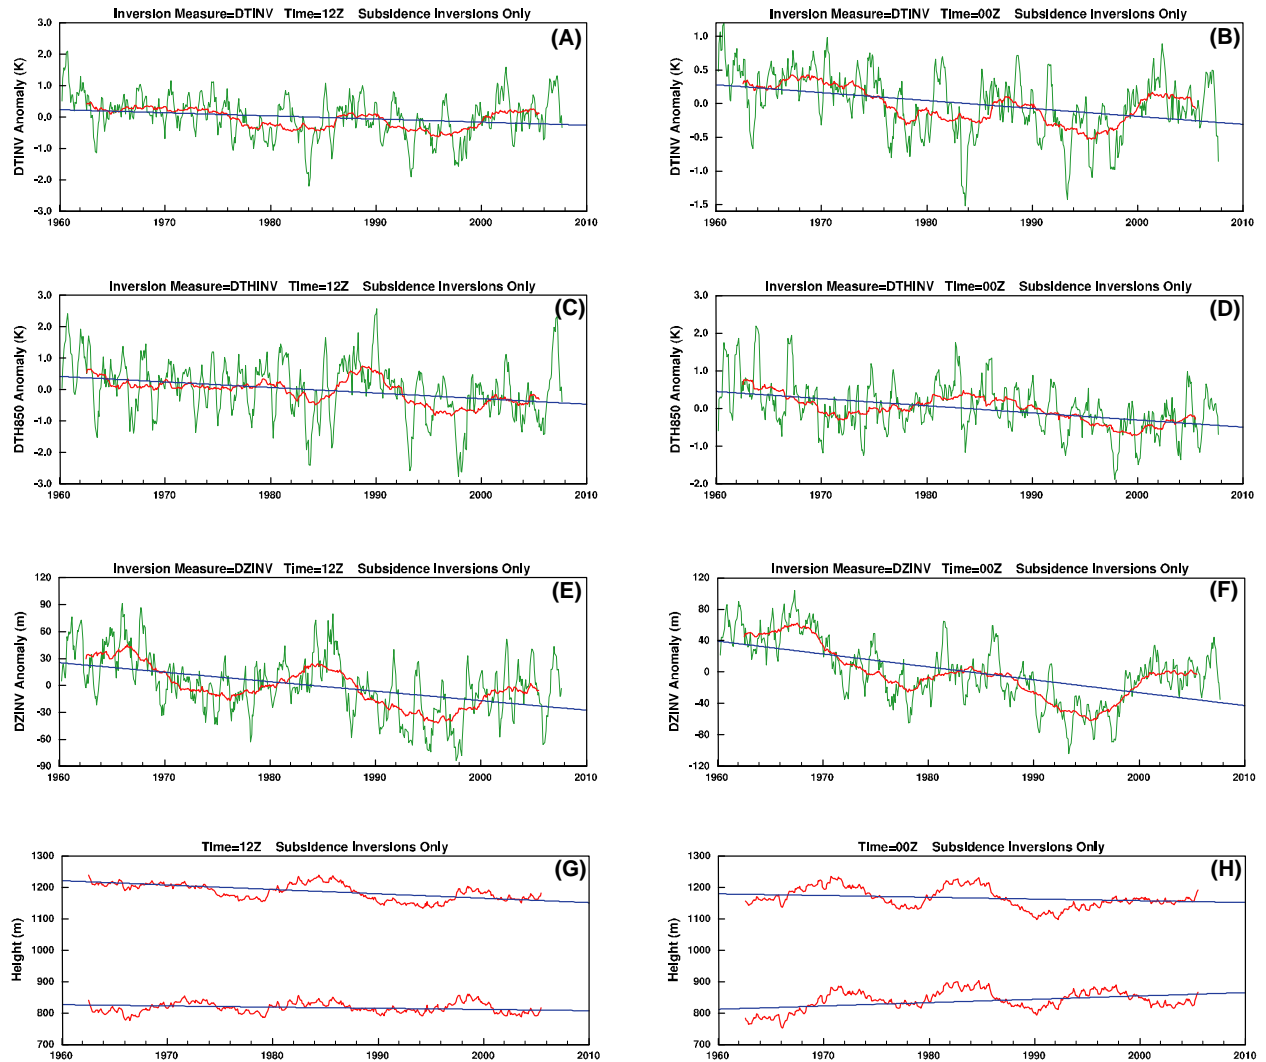 Inversion Measure=DTINV Time=12Z Subsidence Inversions Only
(A)
DTINV Anomaly (K)
3.0
2.0
1.0
0.0
-1.0
-2.0
-3.0
1960 1970 1980 1990 2000 2010
Inversion Measure=DTINV Time=00Z Subsidence Inversions Only
(B)
DTINV Anomaly (K)
1.0
0.5
0.0
-0.5
-1.0
-1.5
1960 1970 1980 1990 2000 2010
Inversion Measure=DTHINV Time=12Z Subsidence Inversions Only
(C)
DTH850 Anomaly (K)
3.0
2.0
1.0
0.0
-1.0
-2.0
-3.0
1960 1970 1980 1990 2000 2010
Inversion Measure=DTHINV Time=00Z Subsidence Inversions Only
(D)
DTH850 Anomaly (K)
3.0
2.0
1.0
0.0
-1.0
-2.0
1960 1970 1980 1990 2000 2010
Inversion Measure=DZINV Time=12Z Subsidence Inversions Only
(E)
DZINV Anomaly (m)
120
90
60
30
0
-30
-60
-90
1960 1970 1980 1990 2000 2010
Inversion Measure=DZINV Time=00Z Subsidence Inversions Only
(F)
DZINV Anomaly (m)
120
80
40
0
-40
-80
-120
1960 1970 1980 1990 2000 2010
Time=12Z Subsidence Inversions Only
(G)
Height (m)
1300
1200
1100
1000
900
800
700
1960 1970 1980 1990 2000 2010
Time=00Z Subsidence Inversions Only
(H)
Height (m)
1300
1200
1100
1000
900
800
700
1960 1970 1980 1990 2000 2010